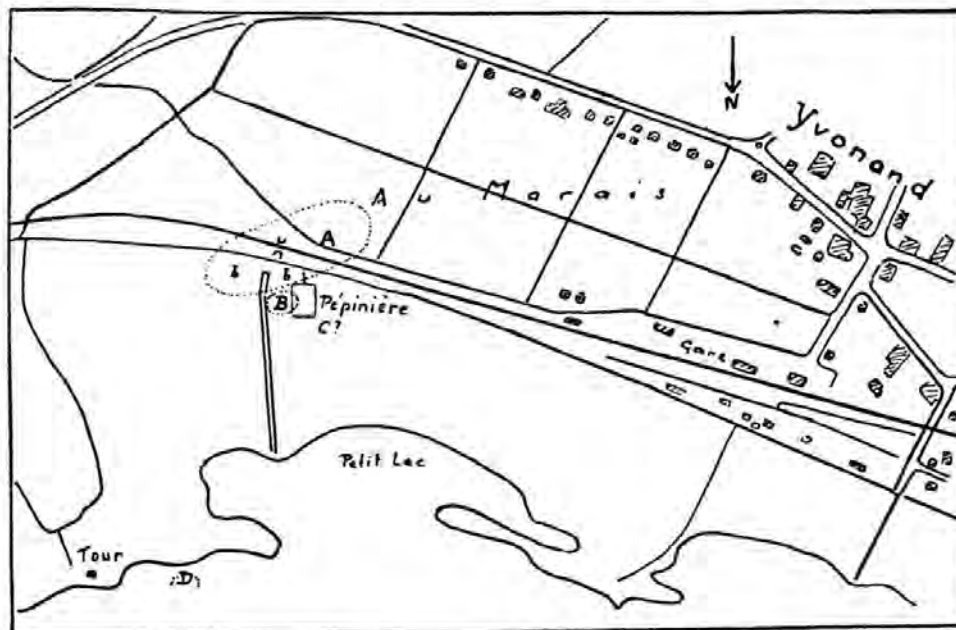 N
Yvonand
Au Marais
A
b b
B
Pépinière
C?
Gare
Petit Lac
Tour
D